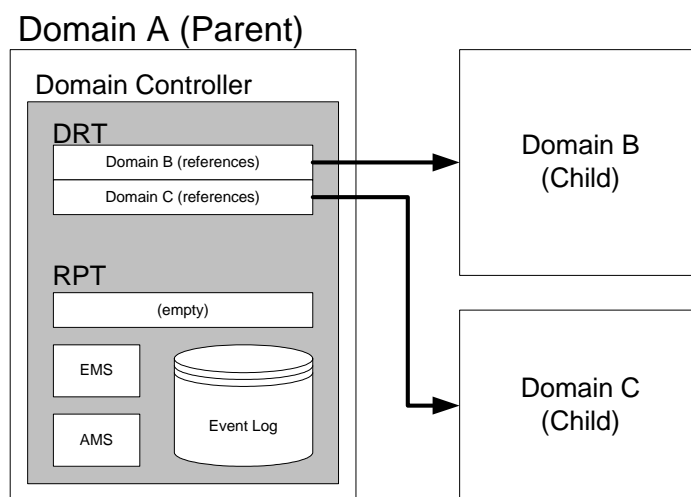 Domain A (Parent)
Domain Controller
DRT
Domain B (references)
Domain C (references)
RPT
(empty)
EMS
AMS
Event Log
Domain B
(Child)
Domain C
(Child)